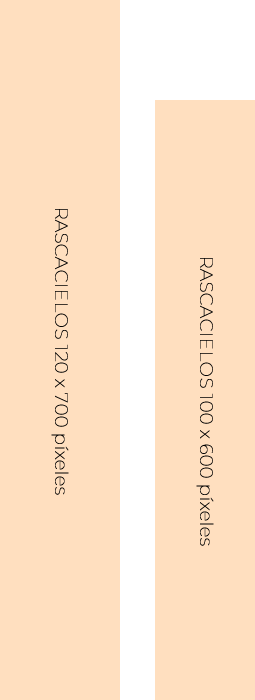 RASCACIELOS 120 x 700 píxeles
RASCACIELOS 100 x 600 píxeles